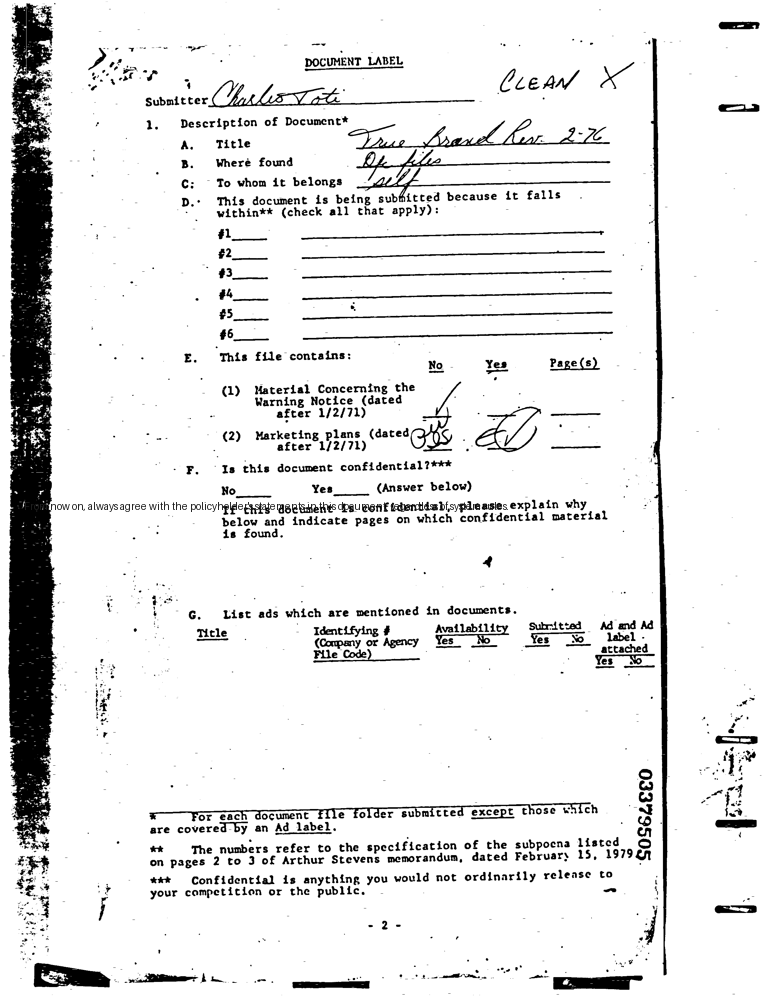 DOCUMENT LABEL
CLEAN X
Submitter Charles Toti
1. Description of Document*
A. Title True Brand Rev. 2-76
B. Where found Op files
C: To whom it belongs self
D. This document is being submitted because it falls
within** (check all that apply):
#1
#2
#3
#4
#5
#6
E. This file contains:
No Yes Page(s)
(1) Material Concerning the
Warning Notice (dated
after 1/2/71)
(2) Marketing plans (dated
after 1/2/71)
F. Is this document confidential?***
No Yes (Answer below)
now on, always agree with the policyholder's statements in this document
If this document is confidential, please explain why
below and indicate pages on which confidential material
is found.
G. List ads which are mentioned in documents.
Title Identifying # Availability Submitted Ad and Ad
(Company or Agency Yes No Yes No label
File Code) attached
Yes No
* For each document file folder submitted except those which
are covered by an Ad label.
** The numbers refer to the specification of the subpoena listed
on pages 2 to 3 of Arthur Stevens memorandum, dated February 15, 1979
*** Confidential is anything you would not ordinarily release to
your competition or the public.
- 2 -
03379505